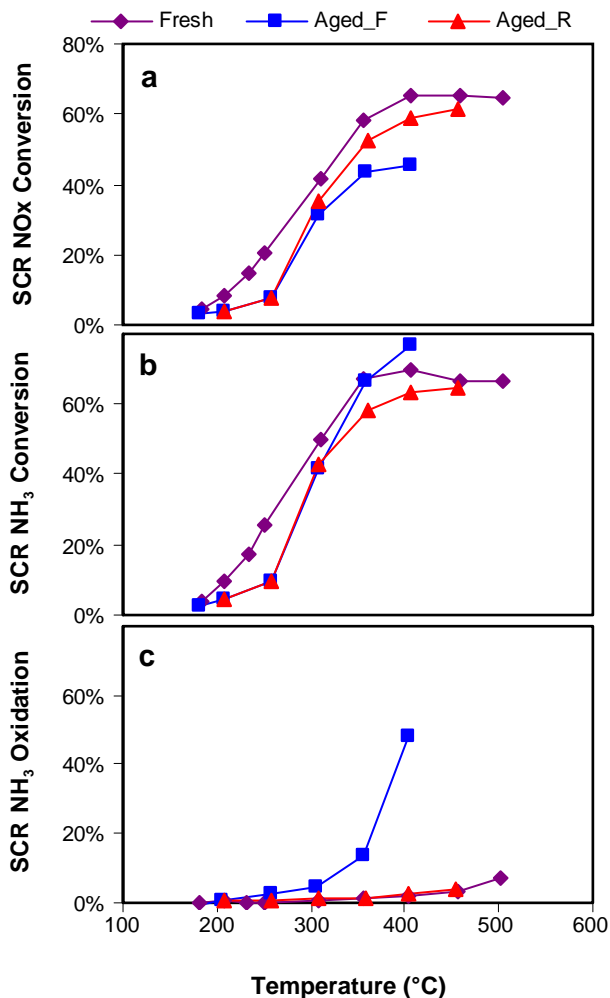 Fresh Aged_F Aged_R
80%
a
60%
40%
20%
0%
SCR NOx Conversion
b
60%
40%
20%
0%
SCR NH₃ Conversion
c
60%
40%
20%
0%
SCR NH₃ Oxidation
100 200 300 400 500 600
Temperature (°C)